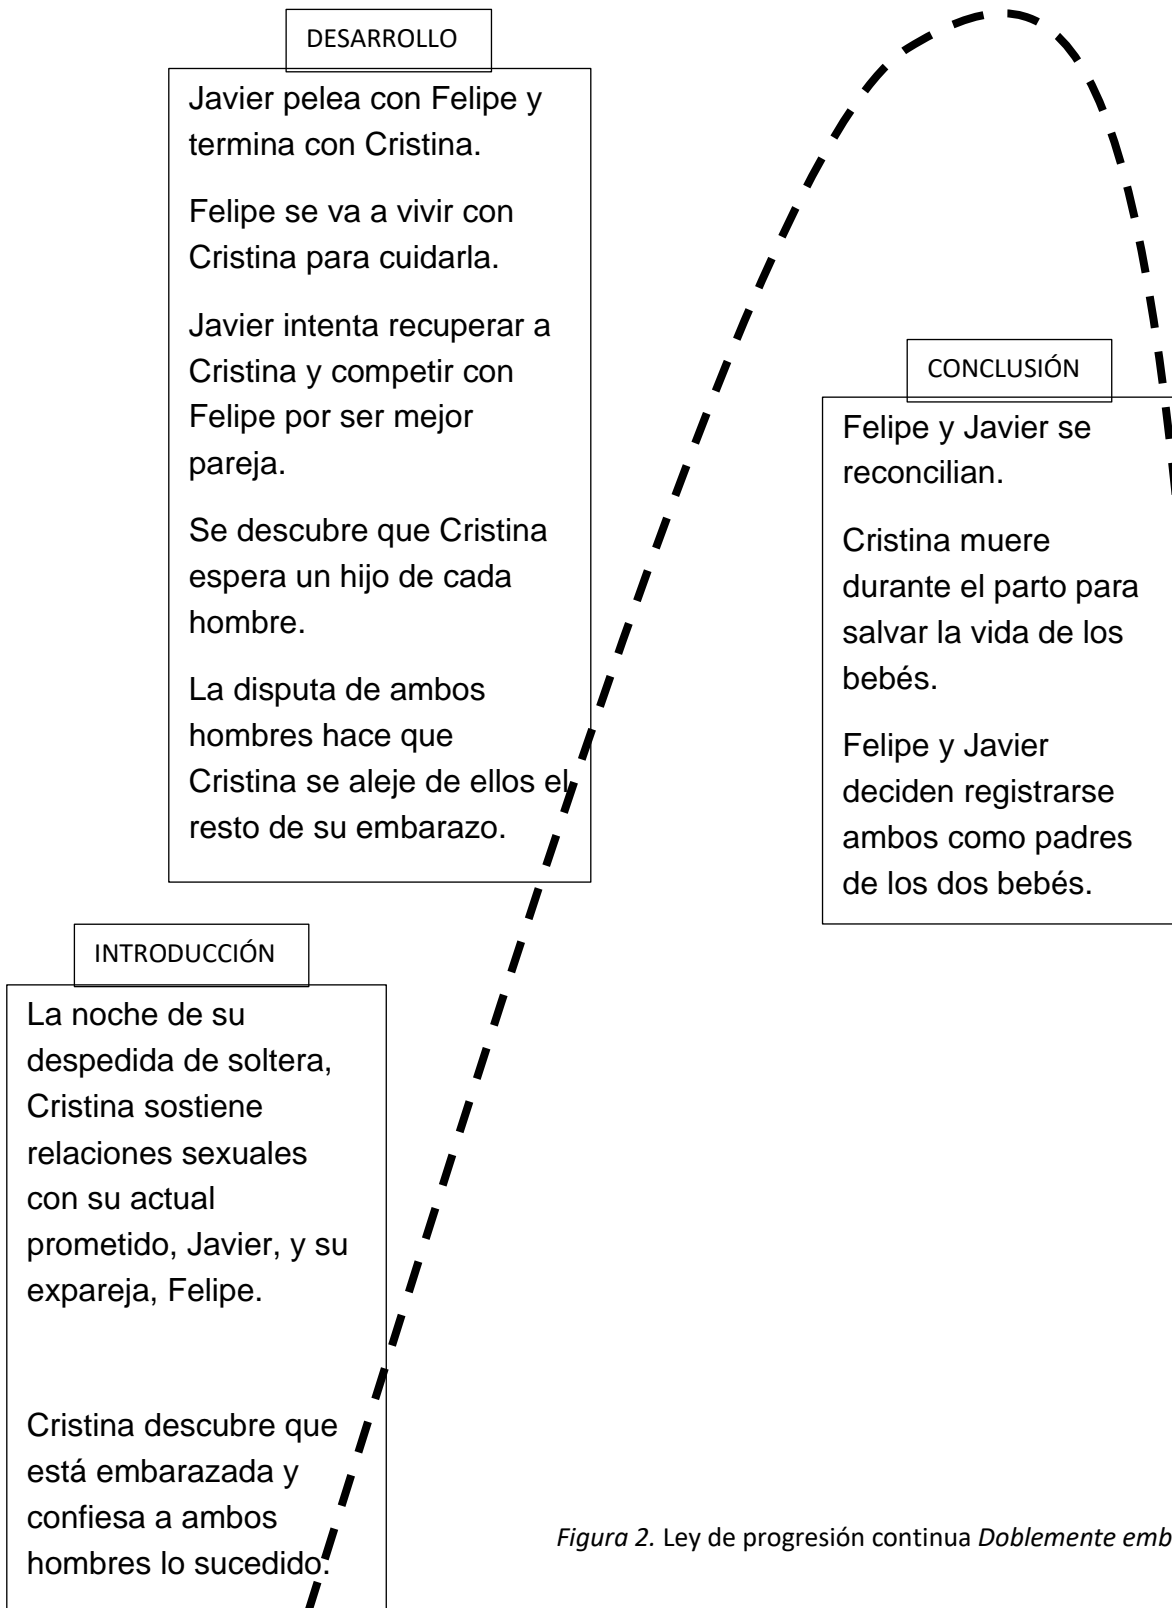 DESARROLLO
Javier pelea con Felipe y
termina con Cristina.
Felipe se va a vivir con
Cristina para cuidarla.
Javier intenta recuperar a
Cristina y competir con
Felipe por ser mejor
pareja.
Se descubre que Cristina
espera un hijo de cada
hombre.
La disputa de ambos
hombres hace que
Cristina se aleje de ellos el
resto de su embarazo.
CONCLUSIÓN
Felipe y Javier se
reconcilian.
Cristina muere
durante el parto para
salvar la vida de los
bebés.
Felipe y Javier
deciden registrarse
ambos como padres
de los dos bebés.
INTRODUCCIÓN
La noche de su
despedida de soltera,
Cristina sostiene
relaciones sexuales
con su actual
prometido, Javier, y su
expareja, Felipe.
Cristina descubre que
está embarazada y
confiesa a ambos
hombres lo sucedido.
Figura 2. Ley de progresión continua Doblemente emb